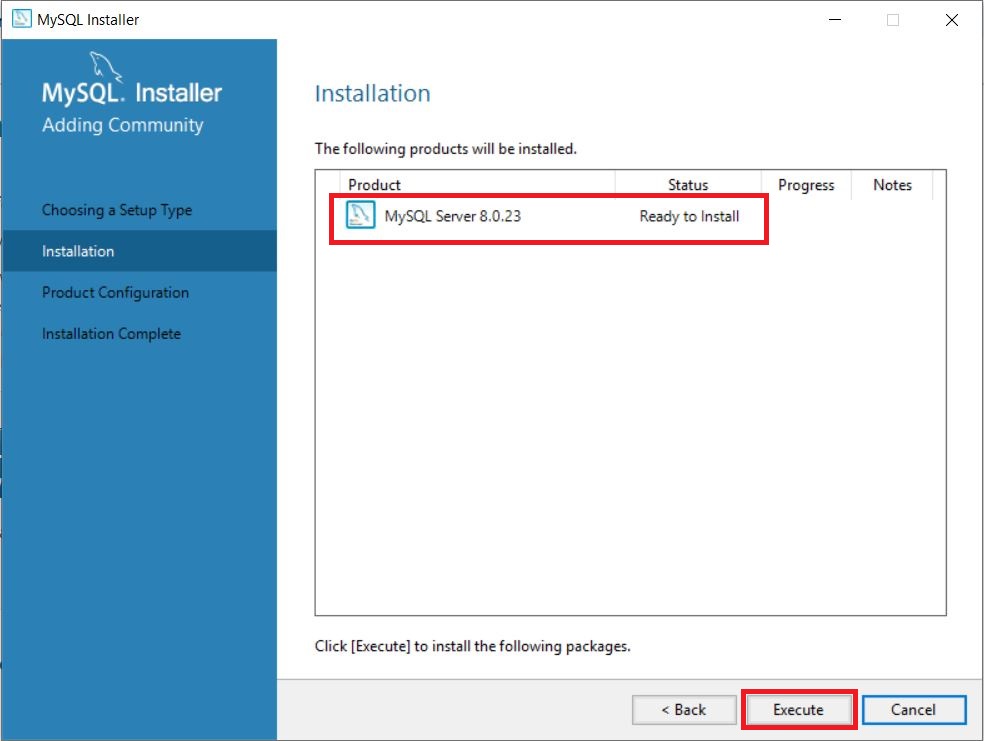 MySQL Installer
MySQL. Installer
Adding Community
Choosing a Setup Type
Installation
Product Configuration
Installation Complete
Installation
The following products will be installed.
Product Status Progress Notes
MySQL Server 8.0.23 Ready to Install
Click [Execute] to install the following packages.
< Back Execute Cancel